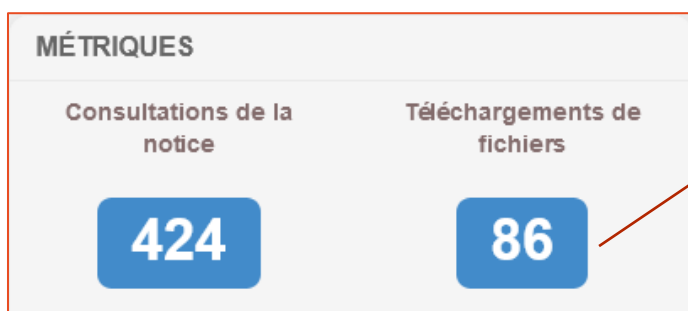 MÉTRIQUES
Consultations de la
notice
Téléchargements de
fichiers
424
86